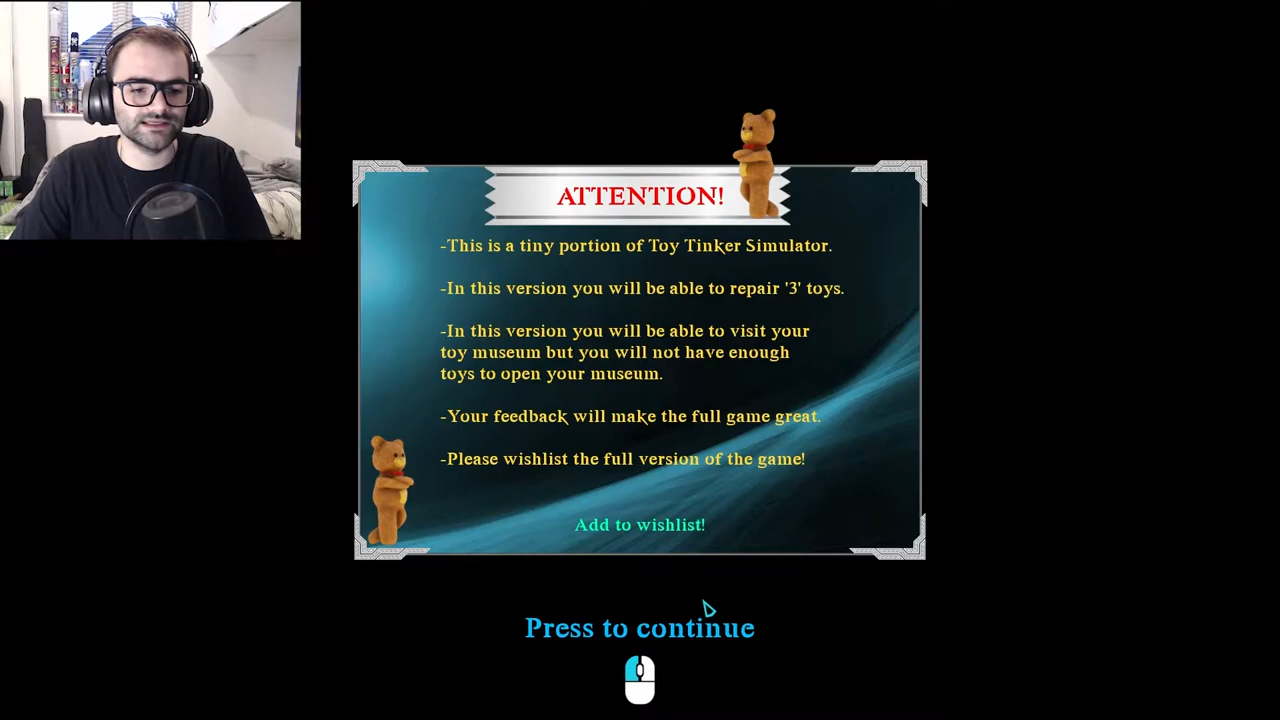 ATTENTION!
-This is a tiny portion of Toy Tinker Simulator.
-In this version you will be able to repair '3' toys.
-In this version you will be able to visit your
toy museum but you will not have enough
toys to open your museum.
-Your feedback will make the full game great.
-Please wishlist the full version of the game!
Add to wishlist!
Press to continue